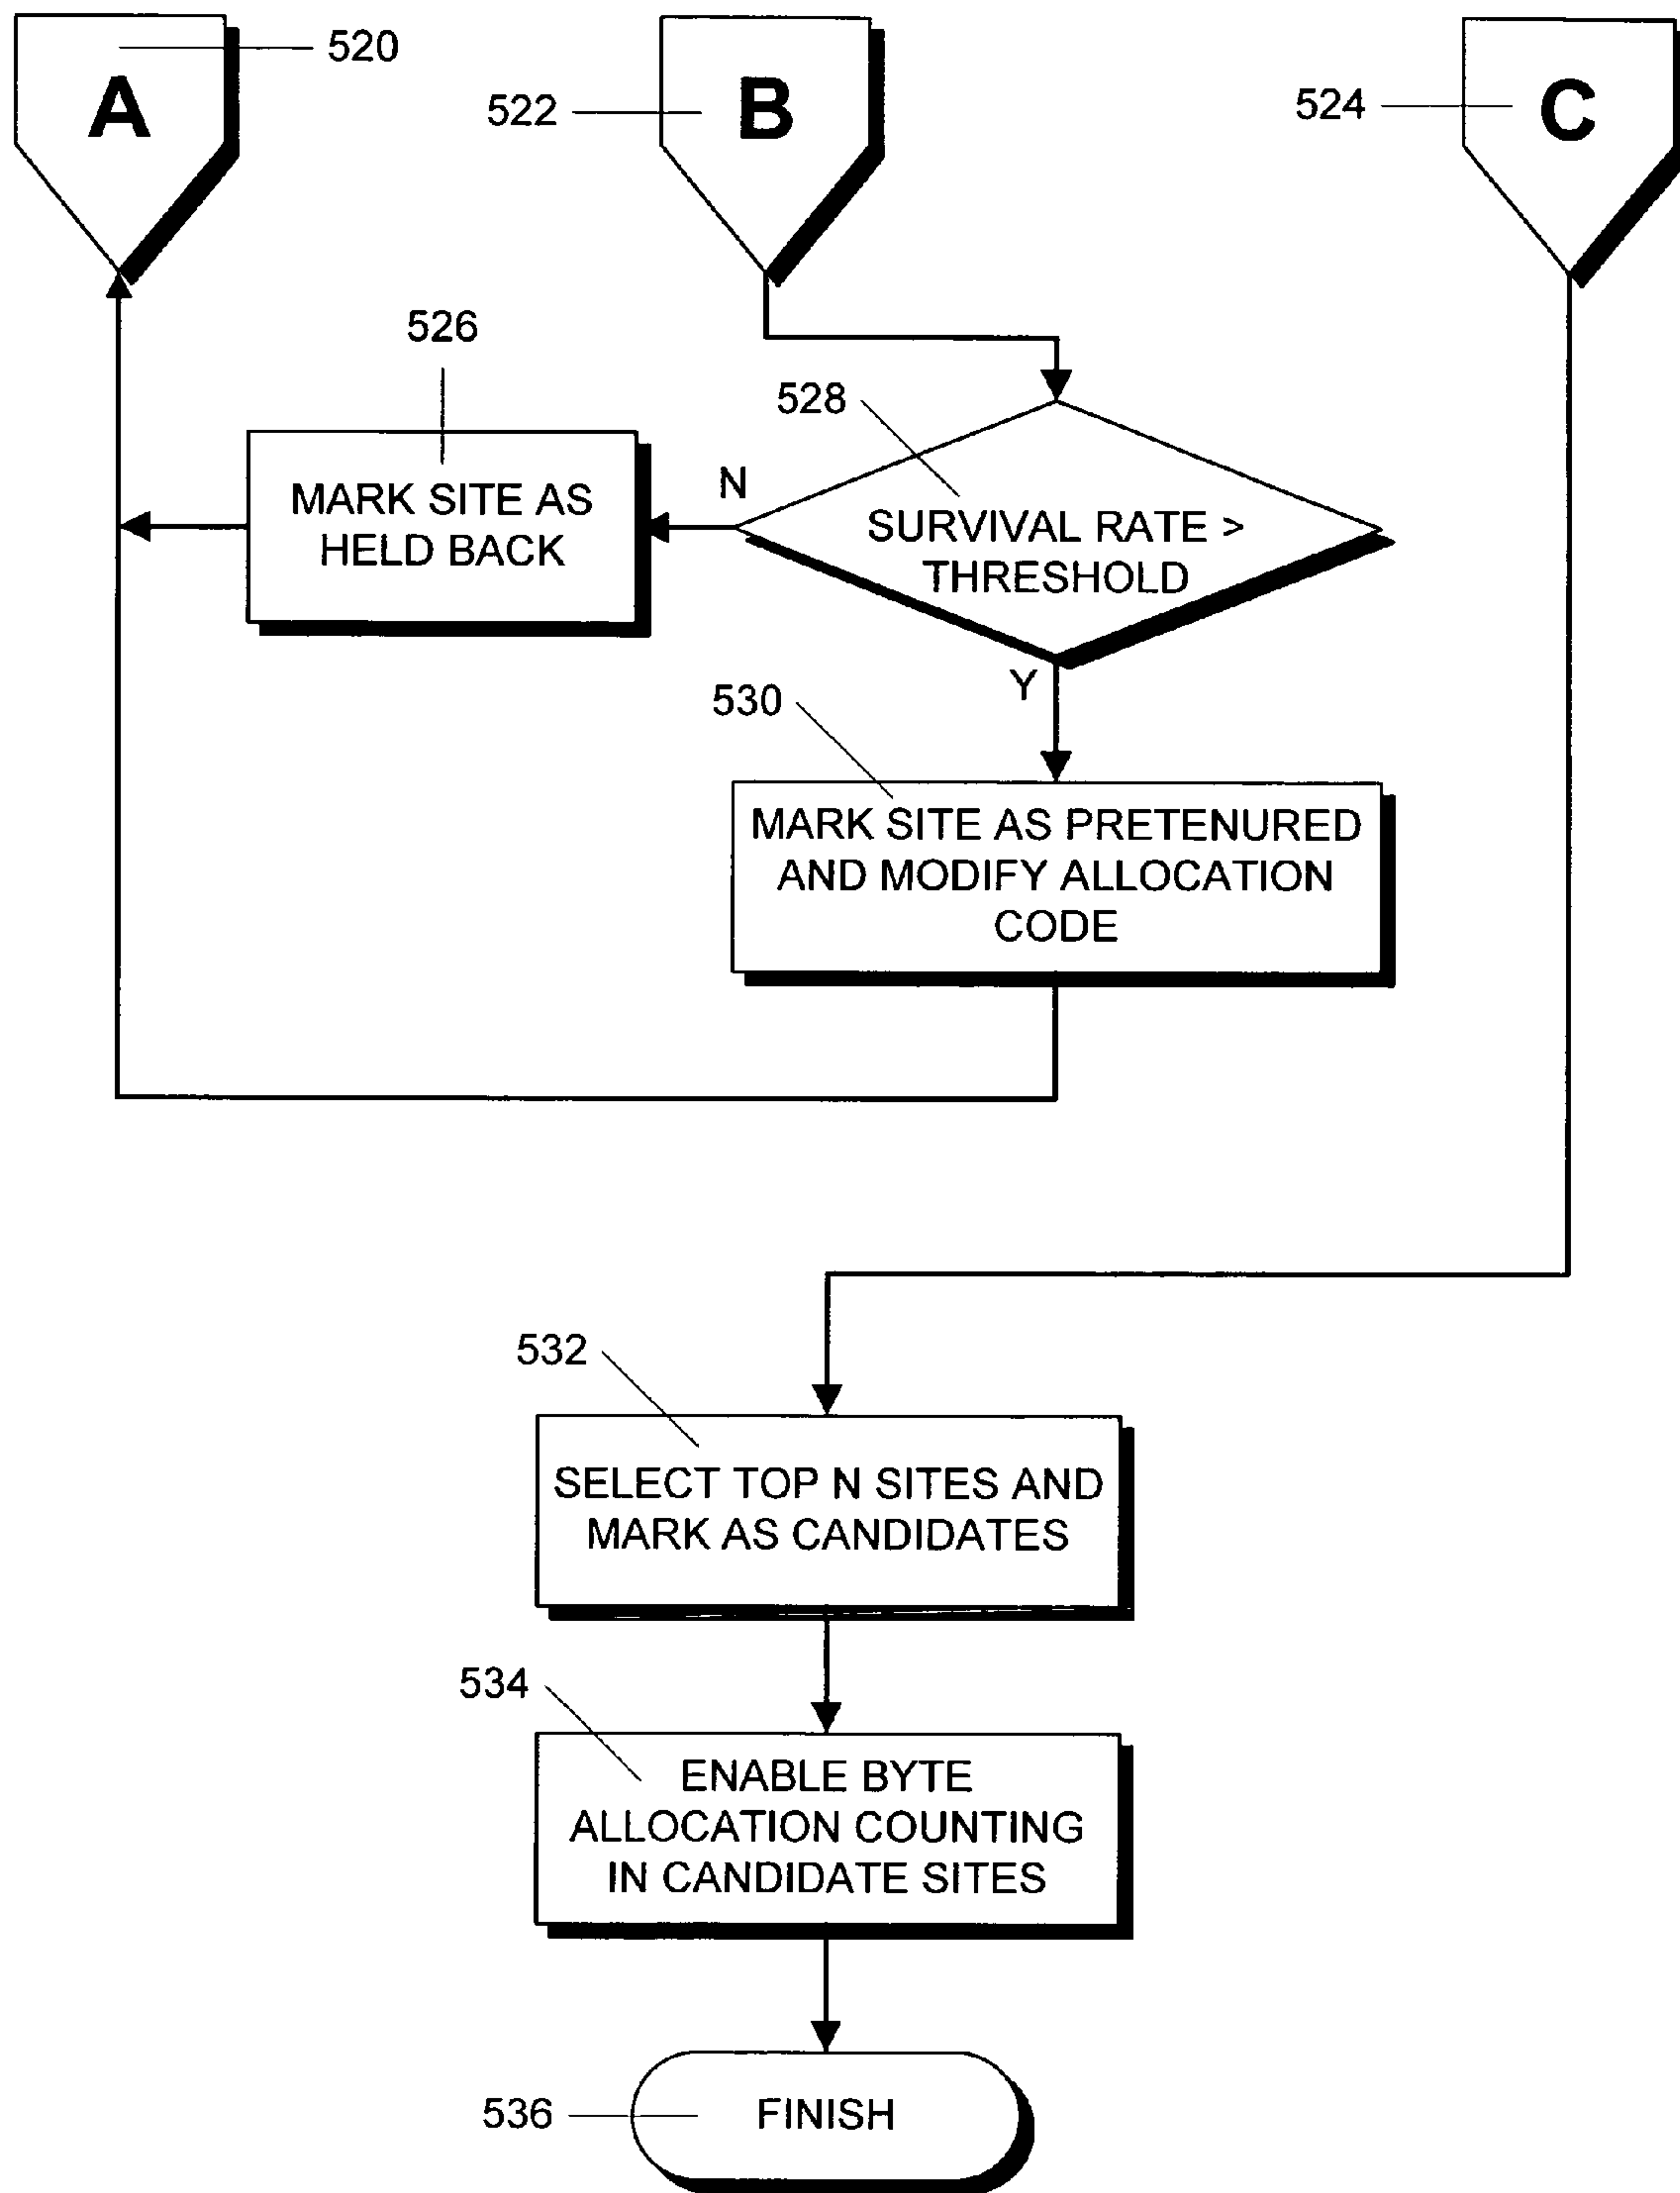 520
A
522
B
524
C
526
528
MARK SITE AS
HELD BACK
N
SURVIVAL RATE >
THRESHOLD
Y
530
MARK SITE AS PRETENURED
AND MODIFY ALLOCATION
CODE
532
SELECT TOP N SITES AND
MARK AS CANDIDATES
534
ENABLE BYTE
ALLOCATION COUNTING
IN CANDIDATE SITES
536
FINISH